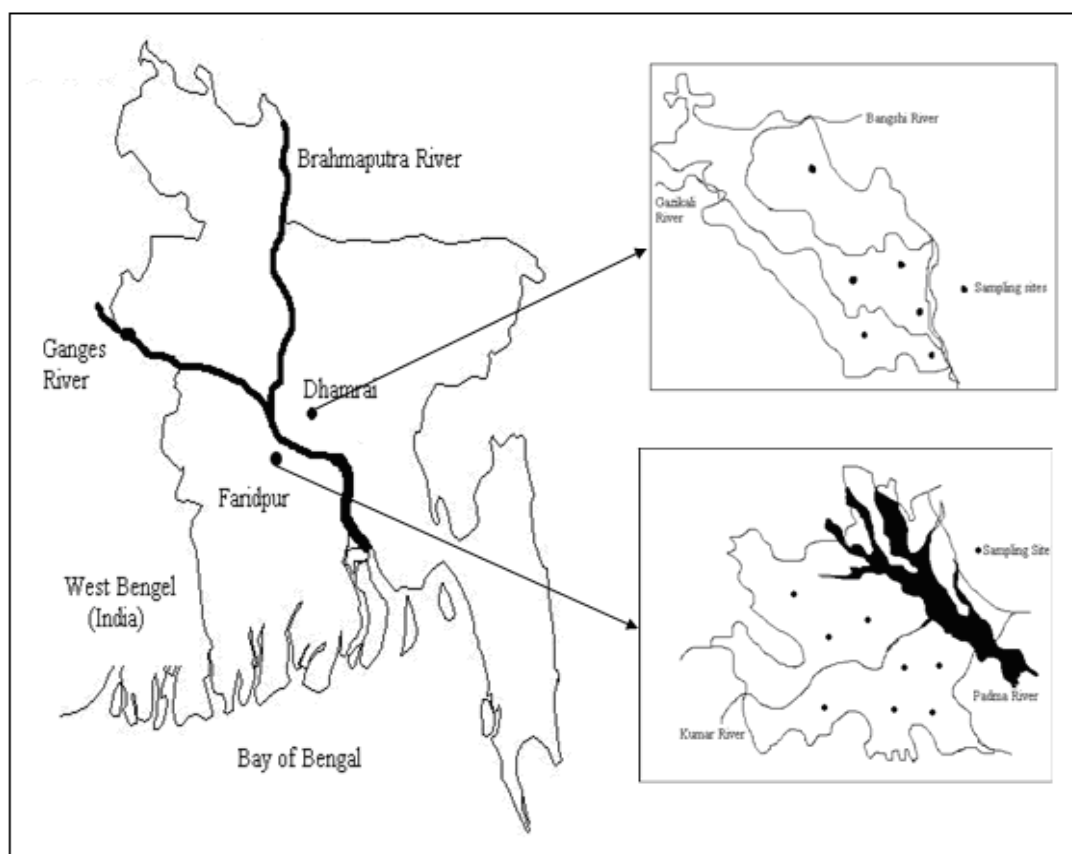 Brahmaputra River
Ganges
River
Dhamrai
Faridpur
West Bengel
(India)
Bay of Bengal
Bangshi River
Gazikali
River
Sampling sites
Sampling Site
Padma River
Kumar River